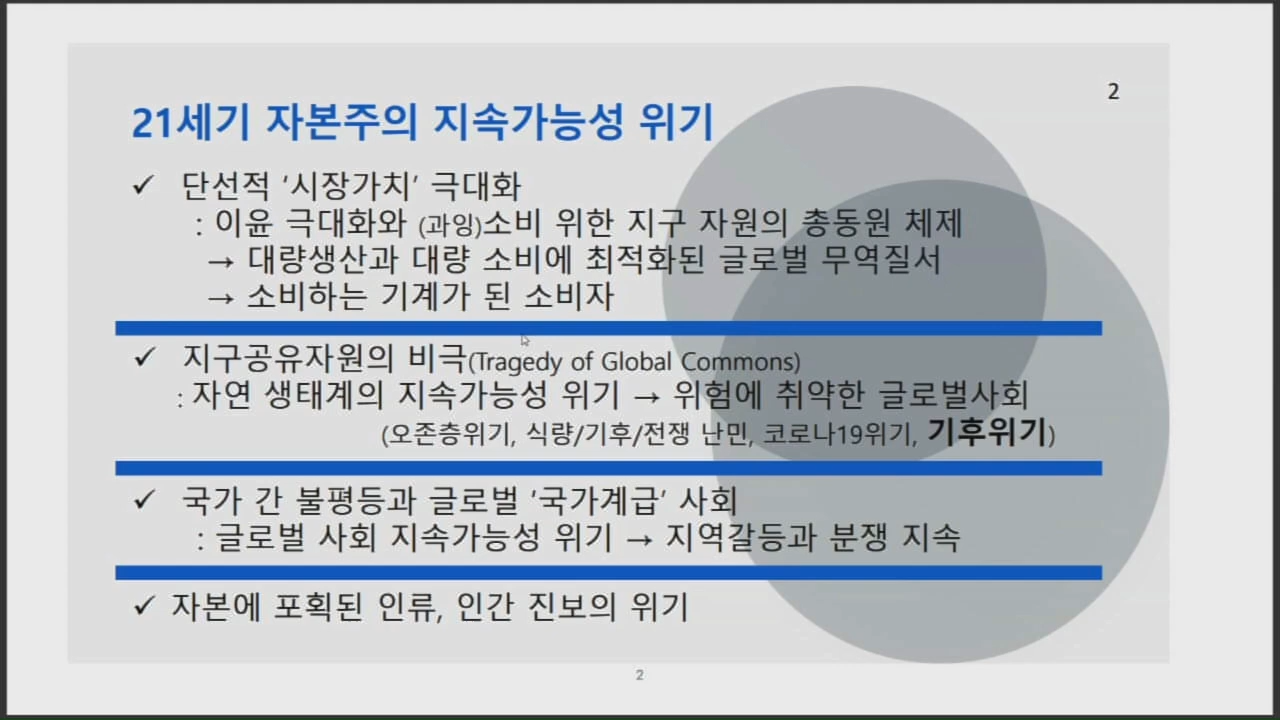 2
21세기 자본주의 지속가능성 위기
✓ 단선적 '시장가치' 극대화
: 이윤 극대화와 (과잉)소비 위한 지구 자원의 총동원 체제
→ 대량생산과 대량 소비에 최적화된 글로벌 무역질서
→ 소비하는 기계가 된 소비자
✓ 지구공유자원의 비극(Tragedy of Global Commons)
: 자연 생태계의 지속가능성 위기 → 위험에 취약한 글로벌사회
(오존층위기, 식량/기후/전쟁 난민, 코로나19위기, 기후위기)
✓ 국가 간 불평등과 글로벌 '국가계급' 사회
: 글로벌 사회 지속가능성 위기 → 지역갈등과 분쟁 지속
✓ 자본에 포획된 인류, 인간 진보의 위기
2